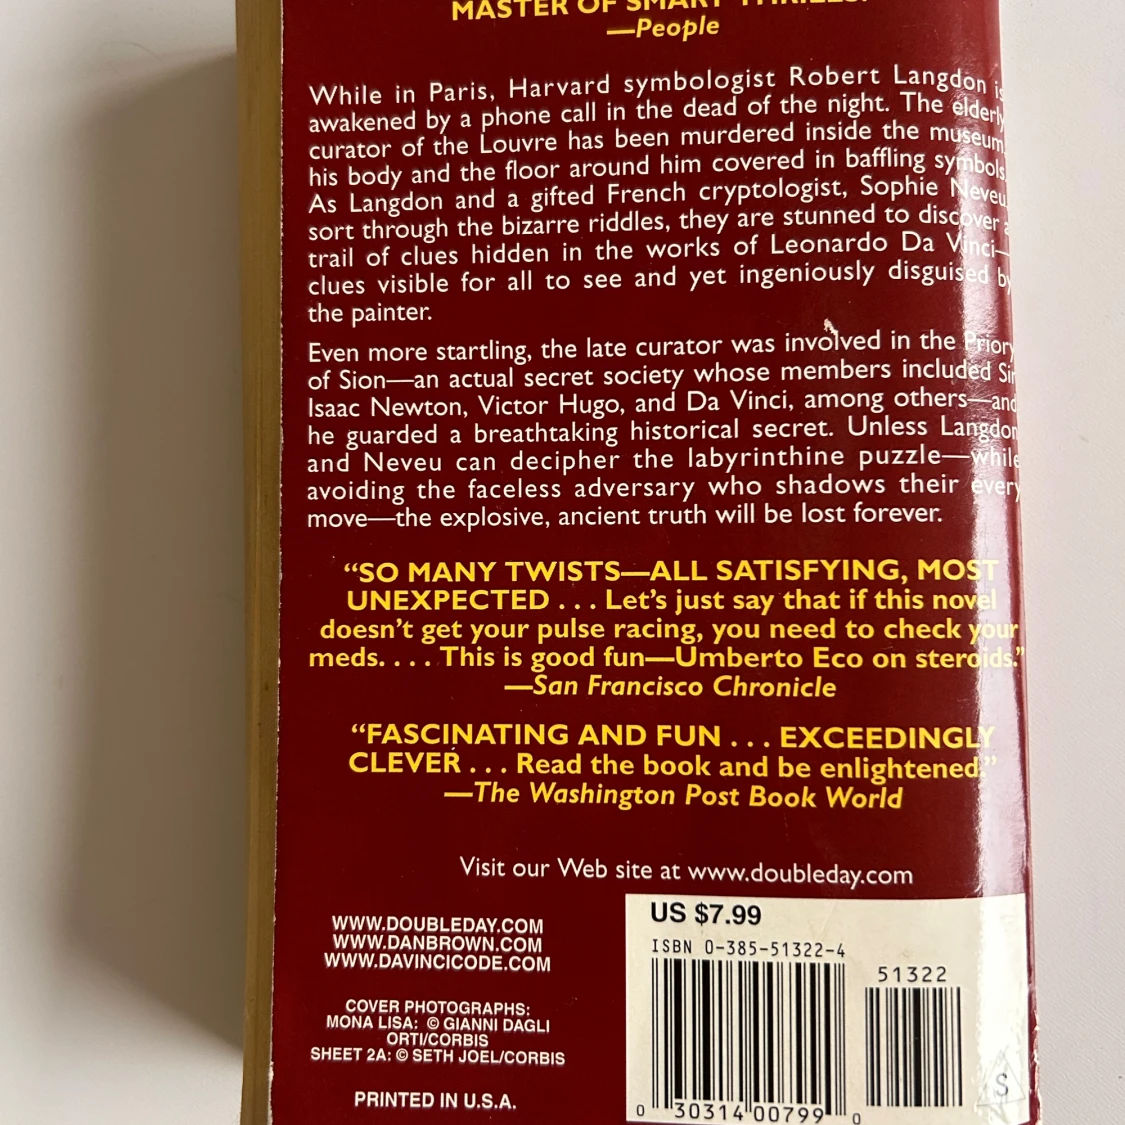 MASTER OF SMART THRILLS.
—People
While in Paris, Harvard symbologist Robert Langdon is
awakened by a phone call in the dead of the night. The elderly
curator of the Louvre has been murdered inside the museum,
his body and the floor around him covered in baffling symbols.
As Langdon and a gifted French cryptologist, Sophie Neveu,
sort through the bizarre riddles, they are stunned to discover a
trail of clues hidden in the works of Leonardo Da Vinci—
clues visible for all to see and yet ingeniously disguised by
the painter.
Even more startling, the late curator was involved in the Priory
of Sion—an actual secret society whose members included Sir
Isaac Newton, Victor Hugo, and Da Vinci, among others—and
he guarded a breathtaking historical secret. Unless Langdon
and Neveu can decipher the labyrinthine puzzle—while
avoiding the faceless adversary who shadows their every
move—the explosive, ancient truth will be lost forever.
“SO MANY TWISTS—ALL SATISFYING, MOST
UNEXPECTED . . . Let’s just say that if this novel
doesn’t get your pulse racing, you need to check your
meds. . . . This is good fun—Umberto Eco on steroids.”
—San Francisco Chronicle
“FASCINATING AND FUN . . . EXCEEDINGLY
CLEVER . . . Read the book and be enlightened.”
—The Washington Post Book World
Visit our Web site at www.doubleday.com
WWW.DOUBLEDAY.COM
WWW.DANBROWN.COM
WWW.DAVINCICODE.COM
COVER PHOTOGRAPHS:
MONA LISA: © GIANNI DAGLI
ORTI/CORBIS
SHEET 2A: © SETH JOEL/CORBIS
PRINTED IN U.S.A.
US $7.99
ISBN 0-385-51322-4
51322
0 30314 00799 0
S